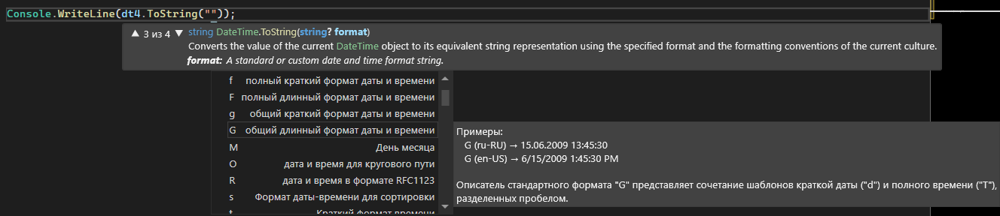 Console.WriteLine(dt4.ToString(""));
▲ 3 из 4 ▼ string DateTime.ToString(string? format)
Converts the value of the current DateTime object to its equivalent string representation using the specified format and the formatting conventions of the current culture.
format: A standard or custom date and time format string.
f полный краткий формат даты и времени
F полный длинный формат даты и времени
g общий краткий формат даты и времени
G общий длинный формат даты и времени
M День месяца
O дата и время для кругового пути
R дата и время в формате RFC1123
s Формат даты-времени для сортировки
t Краткий формат времени
Примеры:
G (ru-RU) → 15.06.2009 13:45:30
G (en-US) → 6/15/2009 1:45:30 PM
Описатель стандартного формата "G" представляет сочетание шаблонов краткой даты ("d") и полного времени ("T"),
разделенных пробелом.